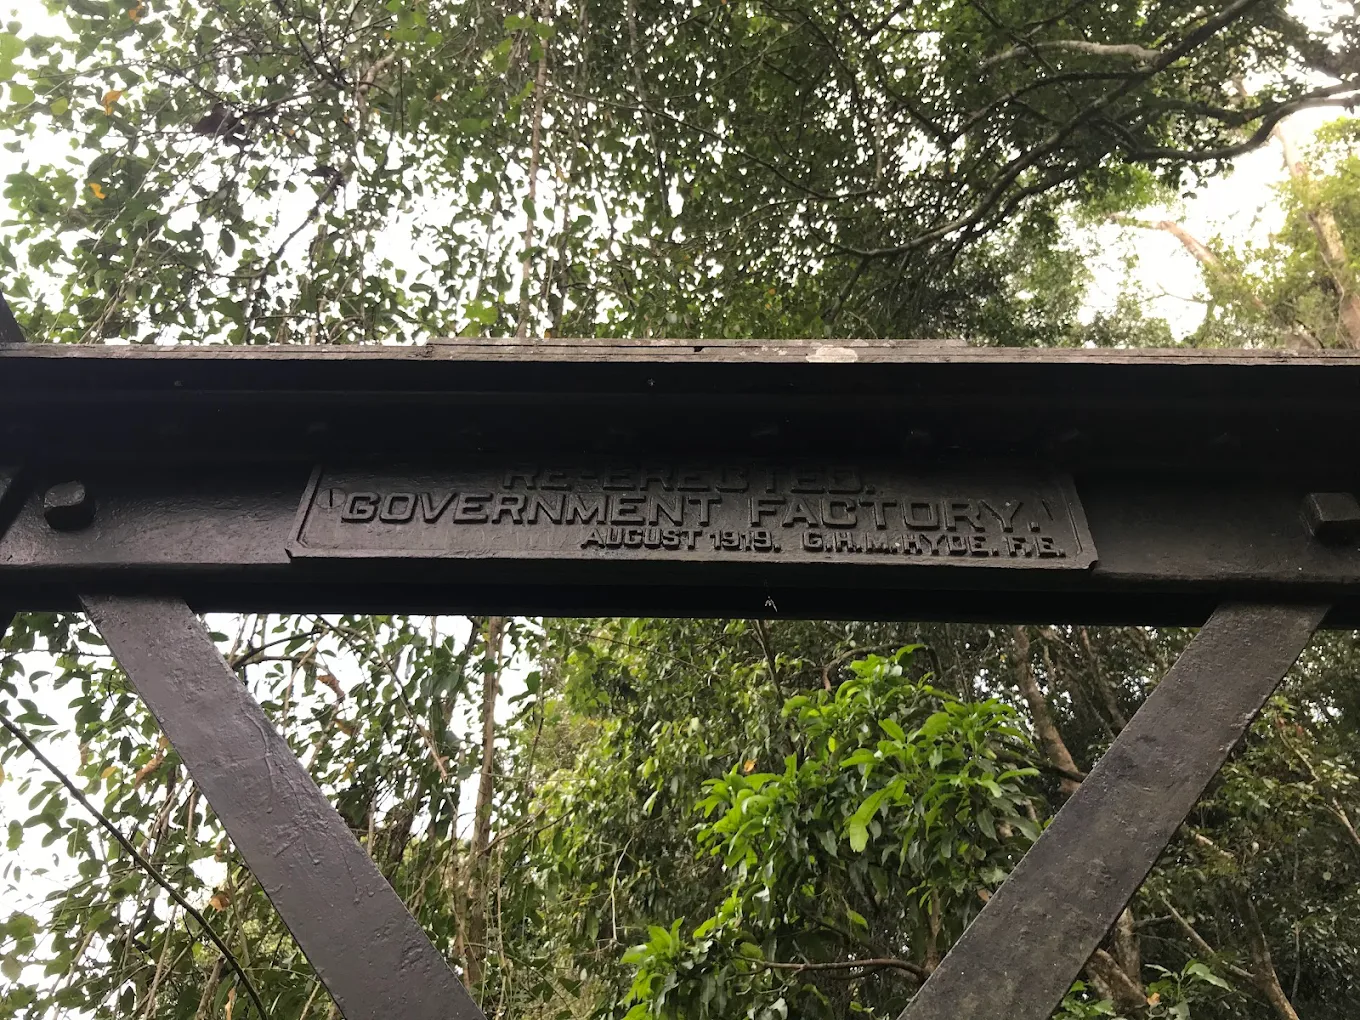 RE-ERECTED.
GOVERNMENT FACTORY.
AUGUST 1919. G.H.M. HYDE. F.E.